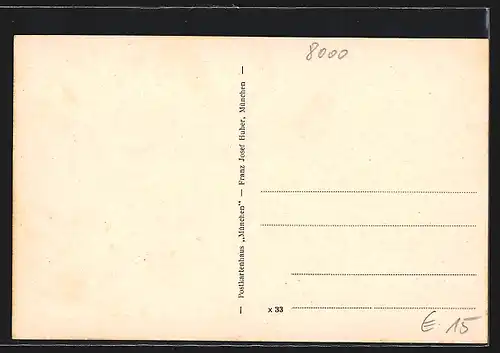 8000
— Postkartenhaus „München“ — Franz Josef Huber, München —
x 33
€ 15